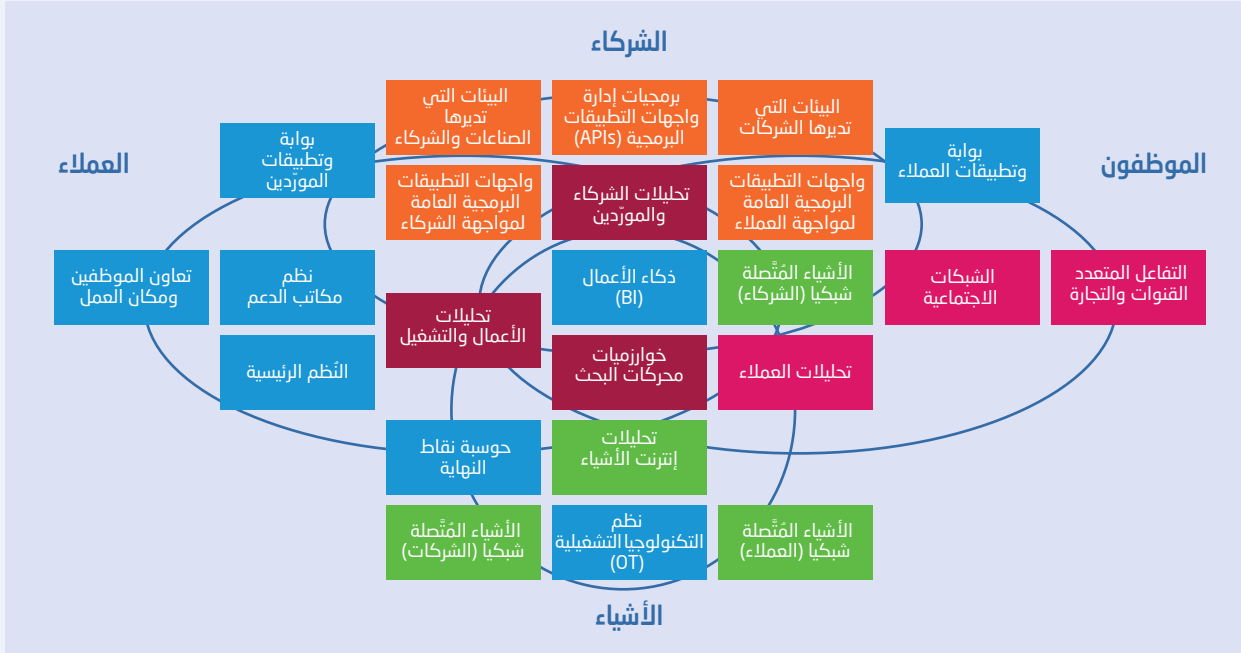 الشركاء
الموظفون
العملاء
البيئات التي
تديرها الشركات
برمجيات إدارة
واجهات التطبيقات
البرمجية (APIs)
البيئات التي
تديرها
الصناعات والشركاء
بوابة
وتطبيقات العملاء
بوابة
وتطبيقات
المورّدين
واجهات التطبيقات
البرمجية العامة
لمواجهة العملاء
تحليلات الشركاء
والمورّدين
واجهات التطبيقات
البرمجية العامة
لمواجهة الشركاء
التفاعل المتعدد
القنوات والتجارة
الشبكات
الاجتماعية
الأشياء المُتَّصلة
شبكيا (الشركاء)
ذكاء الأعمال
(BI)
تحليلات
الأعمال والتشغيل
نظم
مكاتب الدعم
تعاون الموظفين
ومكان العمل
تحليلات العملاء
خوارزميات
محركات البحث
النُظم الرئيسية
تحليلات
إنترنت الأشياء
حوسبة نقاط
النهاية
الأشياء المُتَّصلة
شبكيا (العملاء)
نظم
التكنولوجيا التشغيلية
(OT)
الأشياء المُتَّصلة
شبكيا (الشركات)
الأشياء